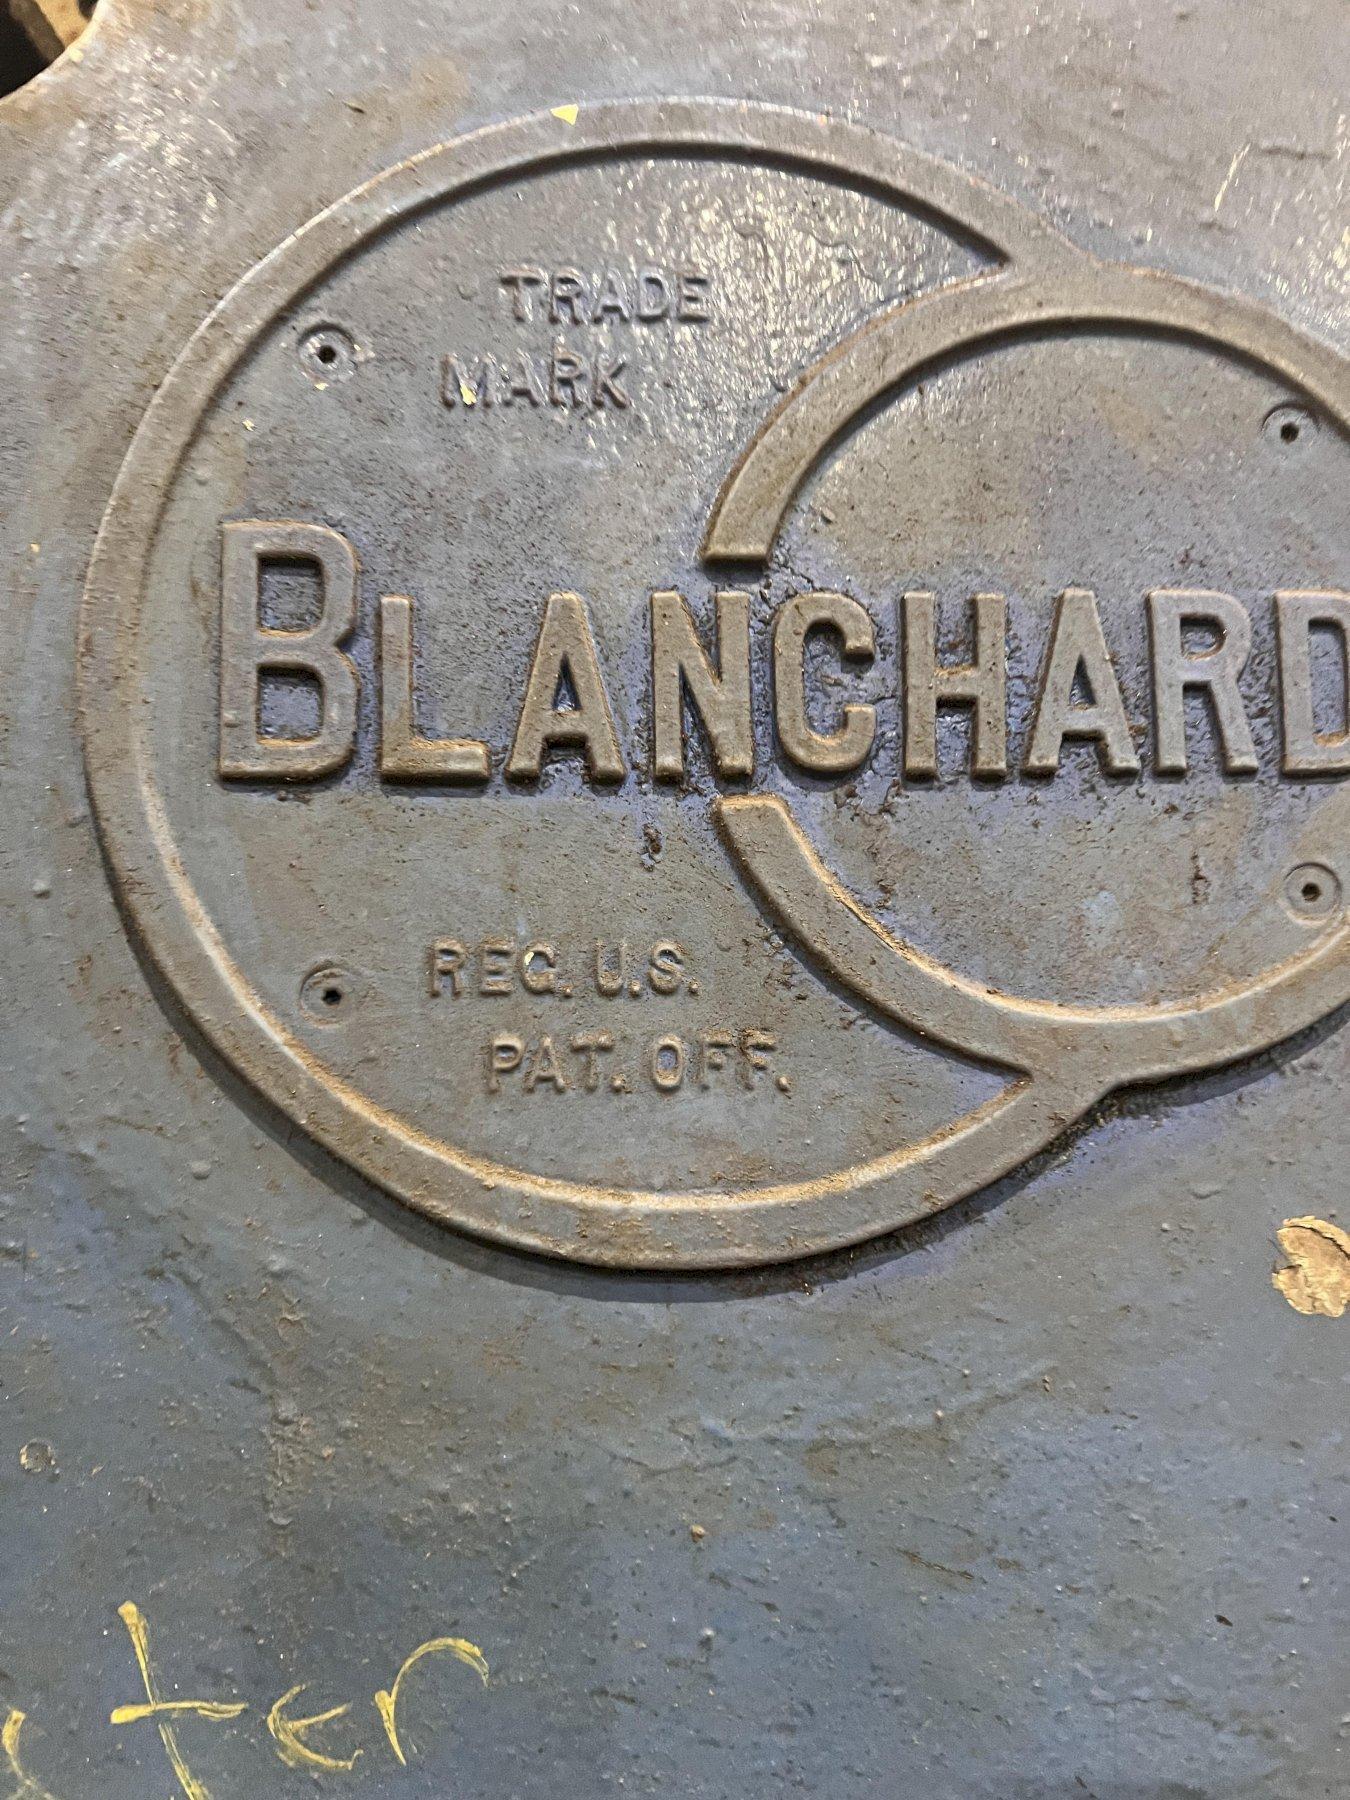 TRADE
MARK
BLANCHARD
REG. U.S.
PAT. OFF.
ter